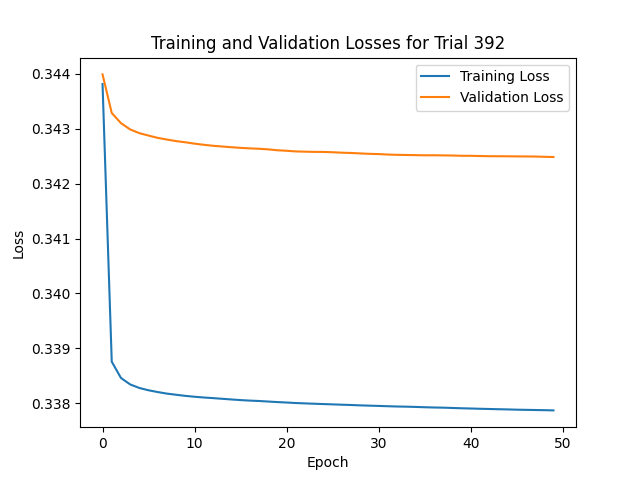 Training and Validation Losses for Trial 392
Training Loss
Validation Loss
Loss
0.344
0.343
0.342
0.341
0.340
0.339
0.338
0 10 20 30 40 50
Epoch